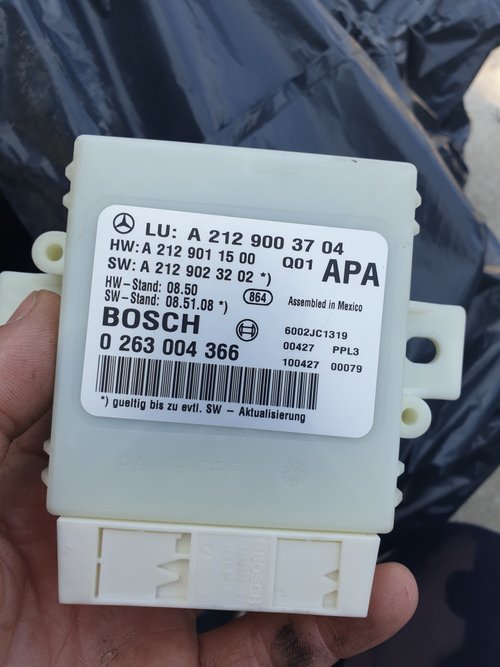 LU: A 212 900 37 04
HW: A 212 901 15 00 Q01 APA
SW: A 212 902 32 02 *)
HW-Stand: 08.50
SW-Stand: 08.51.08 *)
864 Assembled in Mexico
BOSCH
6002JC1319
0 263 004 366
00427 PPL3
100427 00079
*) gueltig bis zu evtl. SW - Aktualisierung
BOSCH